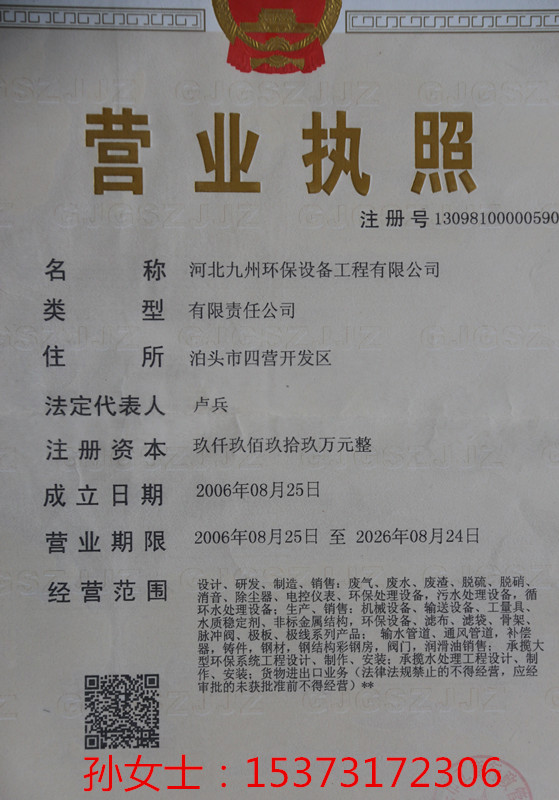 营业执照
注册号 13098100000590
名称 河北九州环保设备工程有限公司
类型 有限责任公司
住所 泊头市四营开发区
法定代表人 卢兵
注册资本 玖仟玖佰玖拾玖万元整
成立日期 2006年08月25日
营业期限 2006年08月25日 至 2026年08月24日
经营范围 设计、研发、制造、销售：废气、废水、废渣、脱硫、脱硝、
消音、除尘器、电控仪表、环保处理设备，污水处理设备，循
环水处理设备；生产、销售：机械设备、输送设备、工量具、
水质稳定剂、非标金属结构，环保设备、滤布、滤袋、骨架、
脉冲阀、极板、极线系列产品； 输水管道、通风管道，补偿
器，铸件，钢材，钢结构彩钢房，阀门，润滑油销售； 承揽大
型环保系统工程设计、制作、安装；承揽水处理工程设计、制
作、安装；货物进出口业务（法律法规禁止的不得经营，应经
审批的未获批准前不得经营）**
孙女士：15373172306